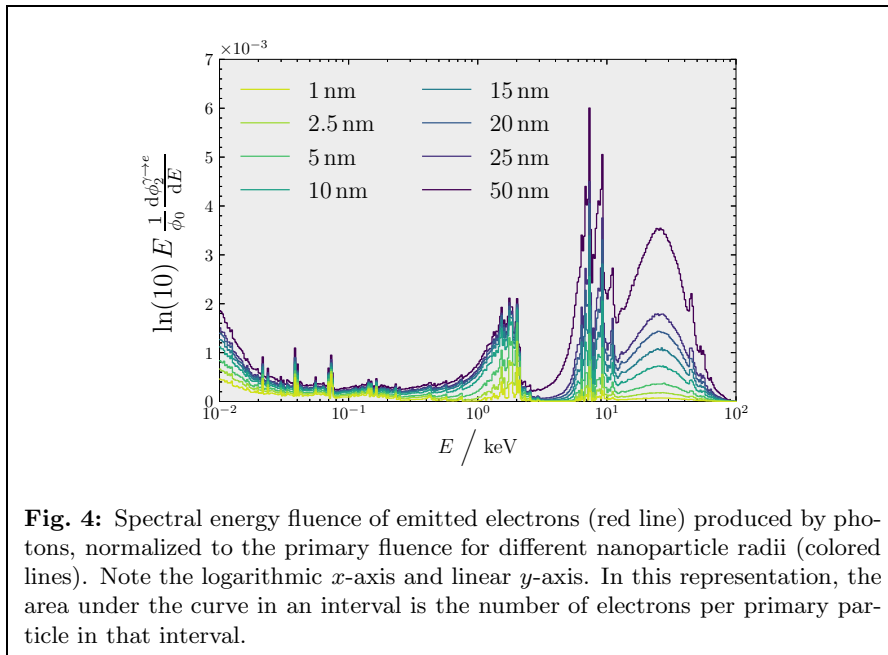 ×10⁻³
7
6
5
4
3
2
1
0
ln(10) E 1/ϕ₀ dϕ₂^{γ→e}/dE
1 nm
2.5 nm
5 nm
10 nm
15 nm
20 nm
25 nm
50 nm
10⁻² 10⁻¹ 10⁰ 10¹ 10²
E / keV
Fig. 4: Spectral energy fluence of emitted electrons (red line) produced by pho-
tons, normalized to the primary fluence for different nanoparticle radii (colored
lines). Note the logarithmic x-axis and linear y-axis. In this representation, the
area under the curve in an interval is the number of electrons per primary par-
ticle in that interval.